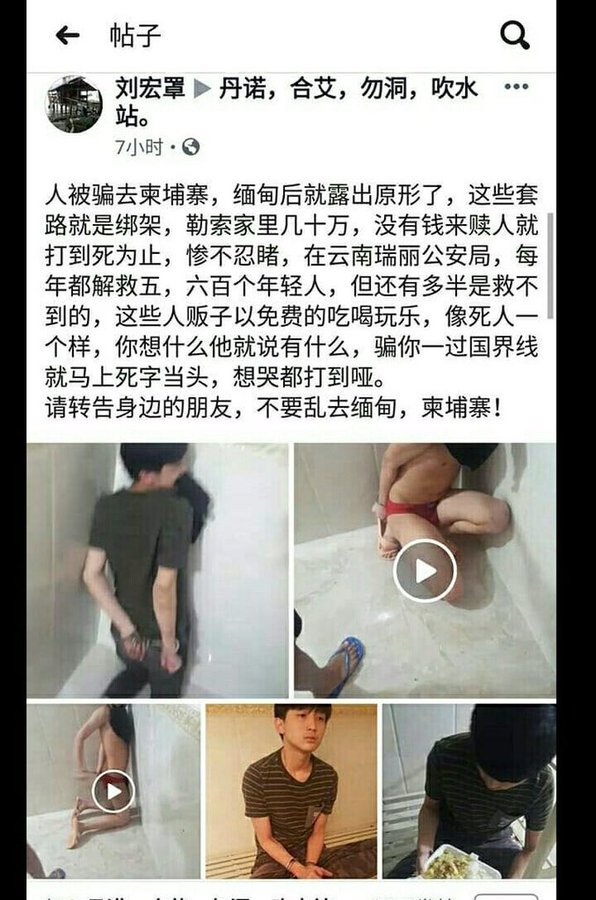 帖子
刘宏罩 ▶ 丹诺，合艾，勿洞，吹水
站。
7小时
人被骗去柬埔寨，缅甸后就露出原形了，这些套
路就是绑架，勒索家里几十万，没有钱来赎人就
打到死为止，惨不忍睹，在云南瑞丽公安局，每
年都解救五，六百个年轻人，但还有多半是救不
到的，这些人贩子以免费的吃喝玩乐，像死人一
个样，你想什么他就说有什么，骗你一过国界线
就马上死字当头，想哭都打到哑。
请转告身边的朋友，不要乱去缅甸，柬埔寨！